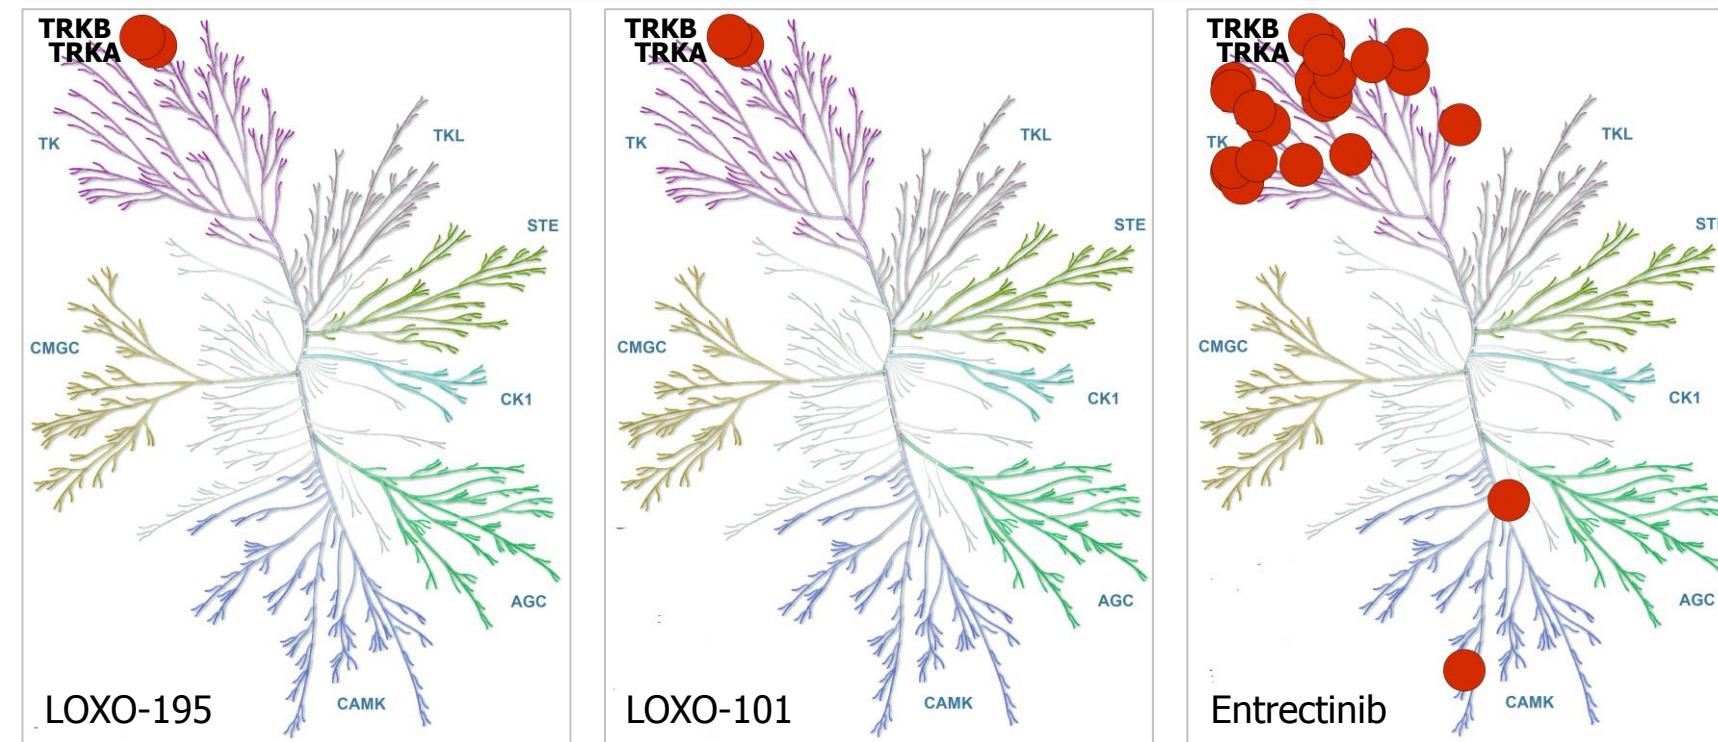 TRKB
TRKA
TK
TKL
STE
CMGC
CK1
AGC
CAMK
LOXO-195
TRKB
TRKA
TK
TKL
STE
CMGC
CK1
AGC
CAMK
LOXO-101
TRKB
TRKA
TK
TKL
ST
CMGC
CK1
AGC
CAMK
Entrectinib